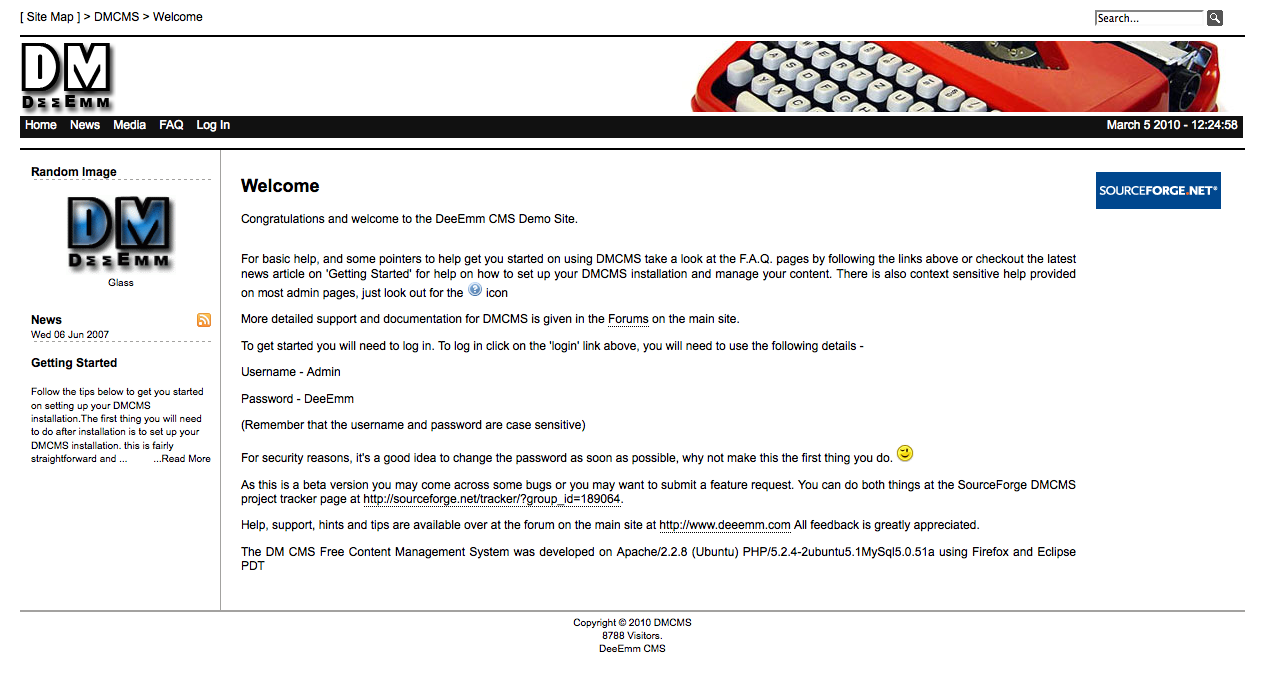 [ Site Map ] > DMCMS > Welcome
Search...
DM
DΣΣEMM
Home News Media FAQ Log In
March 5 2010 - 12:24:58
Random Image
DM
DΣΣEMM
Glass
News
Wed 06 Jun 2007
Getting Started
Follow the tips below to get you started
on setting up your DMCMS
installation.The first thing you will need
to do after installation is to set up your
DMCMS installation. this is fairly
straightforward and ... ...Read More
Welcome
Congratulations and welcome to the DeeEmm CMS Demo Site.
For basic help, and some pointers to help get you started on using DMCMS take a look at the F.A.Q. pages by following the links above or checkout the latest
news article on 'Getting Started' for help on how to set up your DMCMS installation and manage your content. There is also context sensitive help provided
on most admin pages, just look out for the ? icon
More detailed support and documentation for DMCMS is given in the Forums on the main site.
To get started you will need to log in. To log in click on the 'login' link above, you will need to use the following details -
Username - Admin
Password - DeeEmm
(Remember that the username and password are case sensitive)
For security reasons, it's a good idea to change the password as soon as possible, why not make this the first thing you do.
As this is a beta version you may come across some bugs or you may want to submit a feature request. You can do both things at the SourceForge DMCMS
project tracker page at http://sourceforge.net/tracker/?group_id=189064.
Help, support, hints and tips are available over at the forum on the main site at http://www.deeemm.com All feedback is greatly appreciated.
The DM CMS Free Content Management System was developed on Apache/2.2.8 (Ubuntu) PHP/5.2.4-2ubuntu5.1MySql5.0.51a using Firefox and Eclipse
PDT
SOURCEFORGE.NET®
Copyright © 2010 DMCMS
8788 Visitors.
DeeEmm CMS